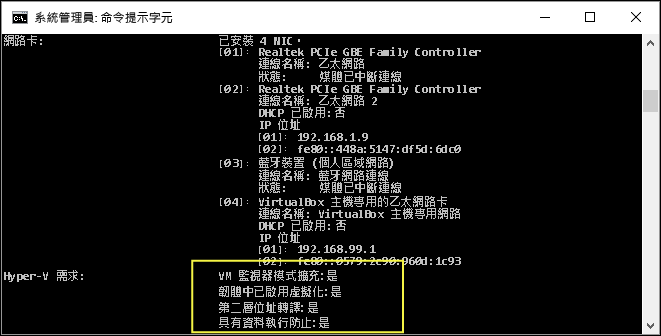 系統管理員: 命令提示字元
網路卡: 已安裝 4 NIC。
[01]: Realtek PCIe GBE Family Controller
連線名稱: 乙太網路
狀態: 媒體已中斷連線
[02]: Realtek PCIe GBE Family Controller
連線名稱: 乙太網路 2
DHCP 已啟用:否
IP 位址
[01]: 192.168.1.9
[02]: fe80::448a:5147:df5d:6dc0
[03]: 藍牙裝置 (個人區域網路)
連線名稱: 藍牙網路連線
狀態: 媒體已中斷連線
[04]: VirtualBox 主機專用的乙太網路卡
連線名稱: VirtualBox 主機專用網路
DHCP 已啟用:否
IP 位址
[01]: 192.168.99.1
[02]: fe80::0579:2c90:960d:1c93
Hyper-V 需求: VM 監視器模式擴充:是
韌體中已啟用虛擬化:是
第二層位址轉譯:是
具有資料執行防止:是